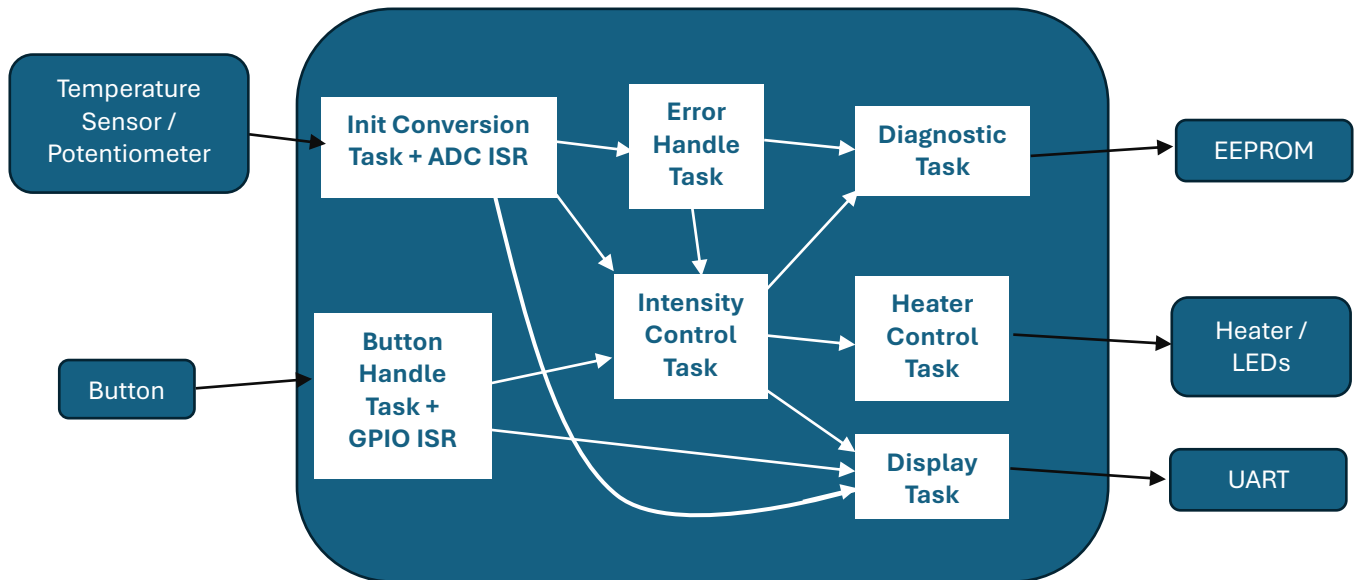 Temperature
Sensor /
Potentiometer
Init Conversion
Task + ADC ISR
Error
Handle
Task
Diagnostic
Task
EEPROM
Button
Button
Handle
Task +
GPIO ISR
Intensity
Control
Task
Heater
Control
Task
Heater /
LEDs
Display
Task
UART